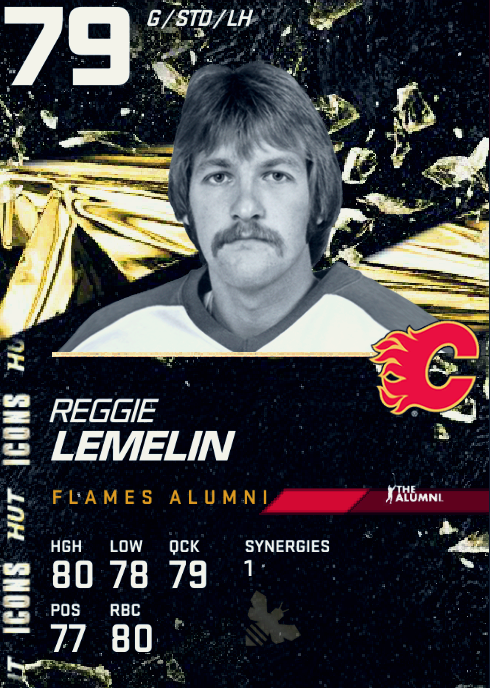 79
G/STD/LH
HUT ICONS HUT ICONS
REGGIE
LEMELIN
FLAMES ALUMNI
THE
ALUMNI.
HGH LOW QCK SYNERGIES
80 78 79 1
POS RBC
77 80